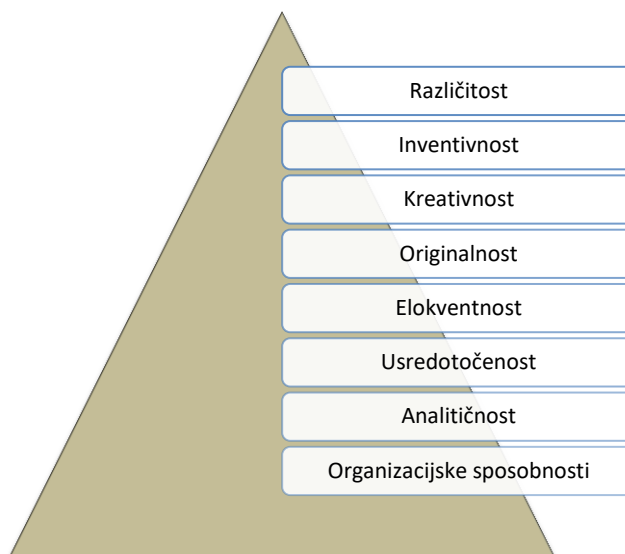 Različitost
Inventivnost
Kreativnost
Originalnost
Elokventnost
Usredotočenost
Analitičnost
Organizacijske sposobnosti